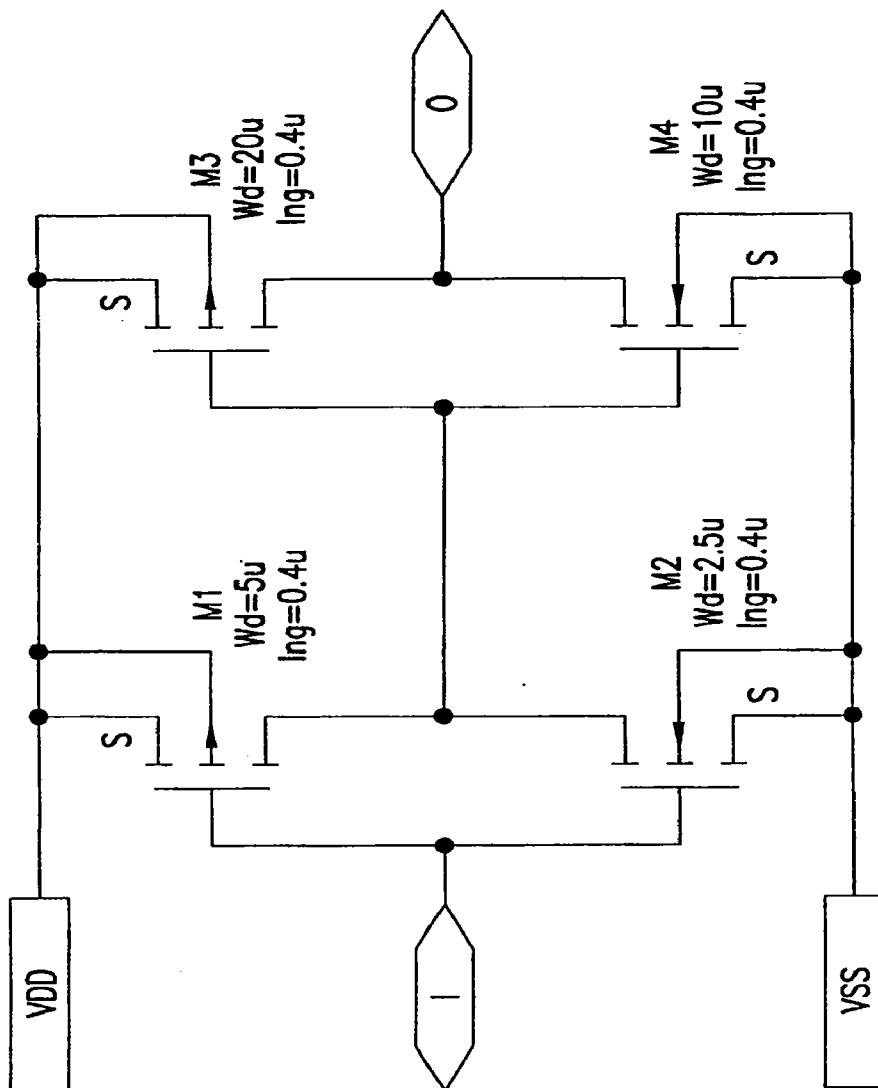 VDD
S
M1
Wd=5u
lng=0.4u
S
M3
Wd=20u
lng=0.4u
I
O
M2
Wd=2.5u
lng=0.4u
S
M4
Wd=10u
lng=0.4u
S
VSS